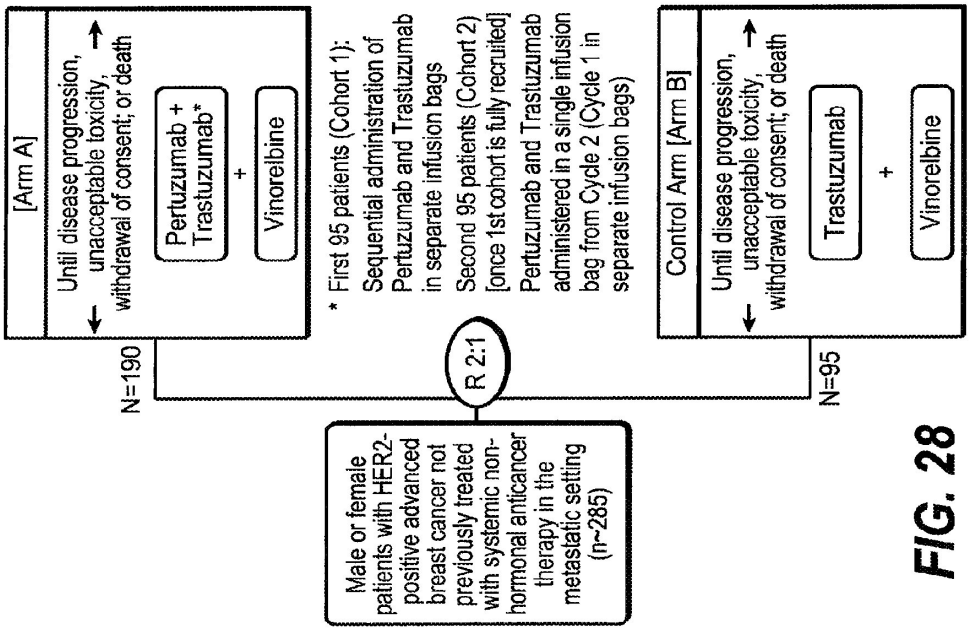 Male or female
patients with HER2-
positive advanced
breast cancer not
previously treated
with systemic non-
hormonal anticancer
therapy in the
metastatic setting
(n~285)
R 2:1
N=190
[Arm A]
Until disease progression,
unacceptable toxicity,
withdrawal of consent; or death
Pertuzumab +
Trastuzumab*
+
Vinorelbine
* First 95 patients (Cohort 1):
Sequential administration of
Pertuzumab and Trastuzumab
in separate infusion bags
Second 95 patients (Cohort 2)
[once 1st cohort is fully recruited]
Pertuzumab and Trastuzumab
administered in a single infusion
bag from Cycle 2 (Cycle 1 in
separate infusion bags)
N=95
Control Arm [Arm B]
Until disease progression,
unacceptable toxicity,
withdrawal of consent; or death
Trastuzumab
+
Vinorelbine
FIG. 28